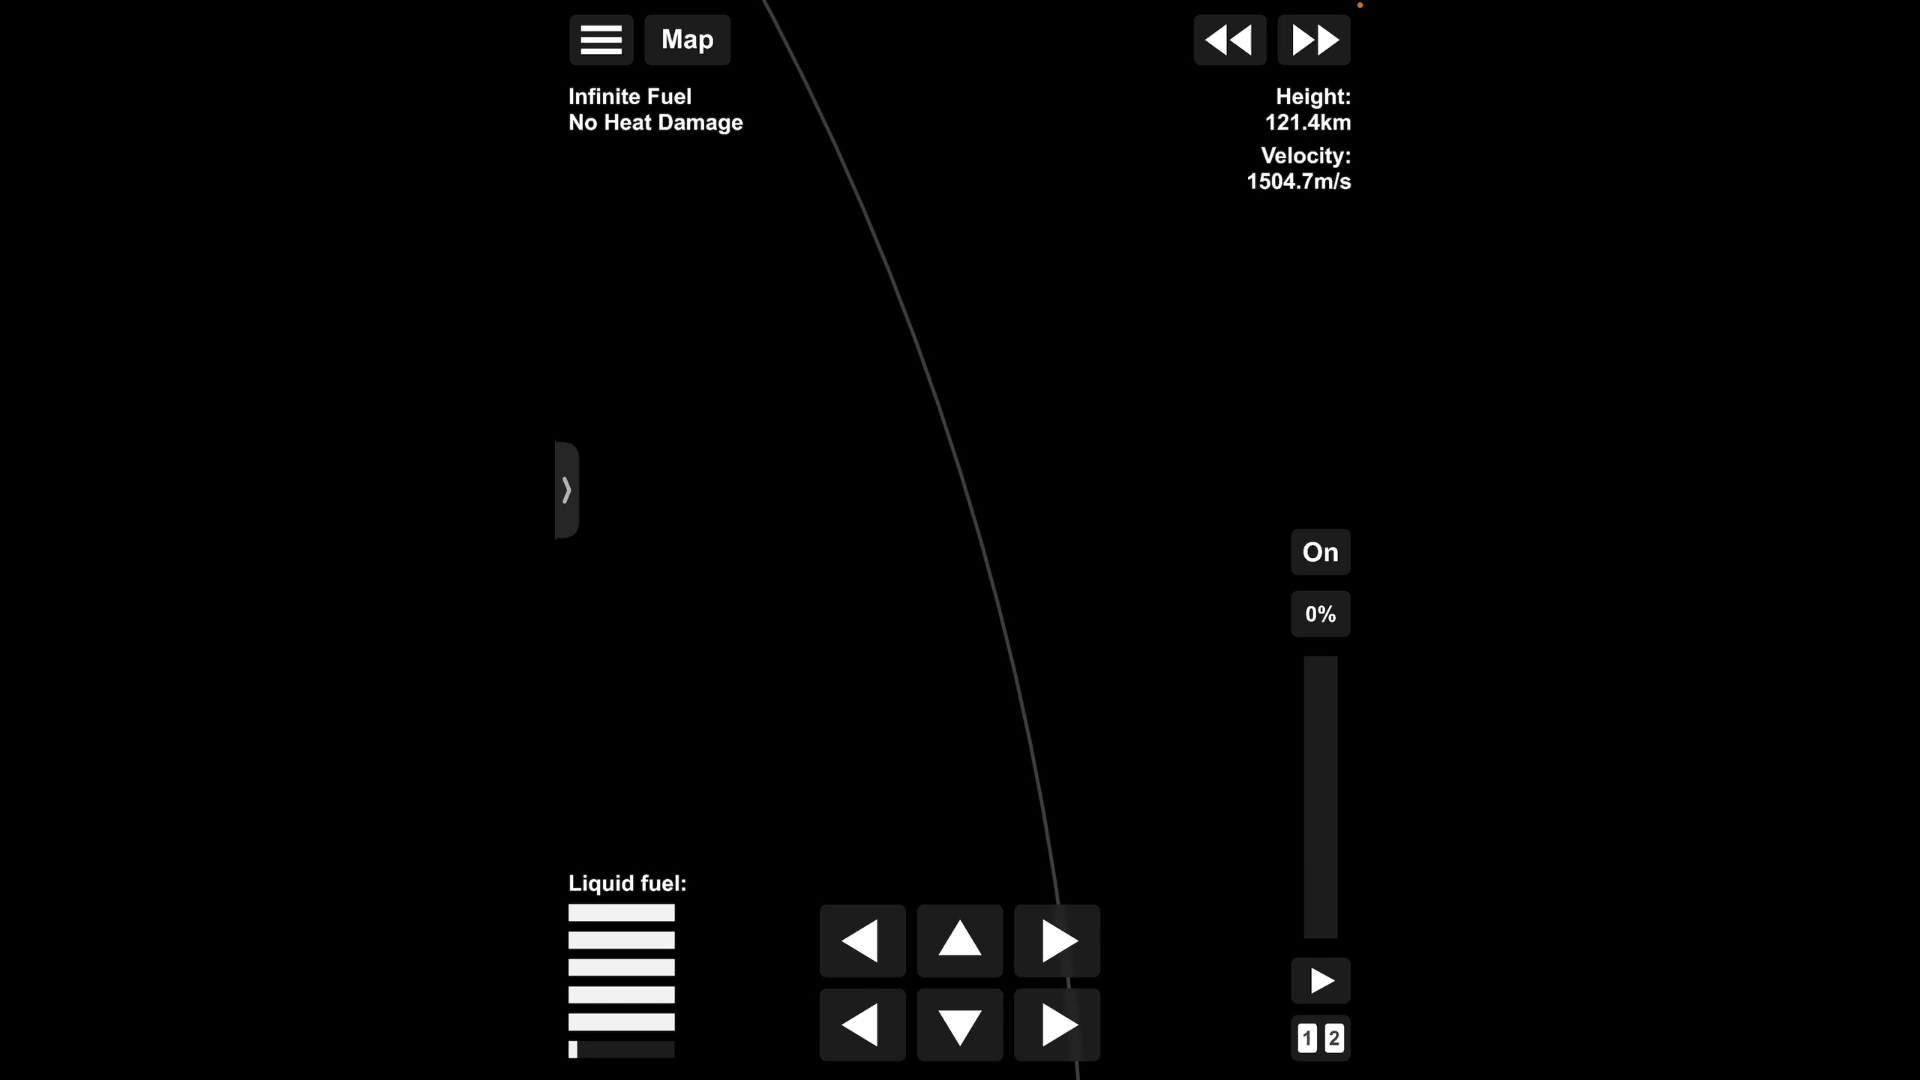 Map
Infinite Fuel
No Heat Damage
Height:
121.4km
Velocity:
1504.7m/s
On
0%
Liquid fuel:
1 2